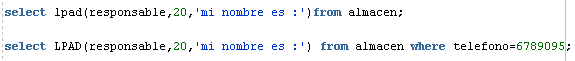 select lpad(responsable,20,'mi nombre es :')from almacen;
select LPAD(responsable,20,'mi nombre es :') from almacen where telefono=6789095;